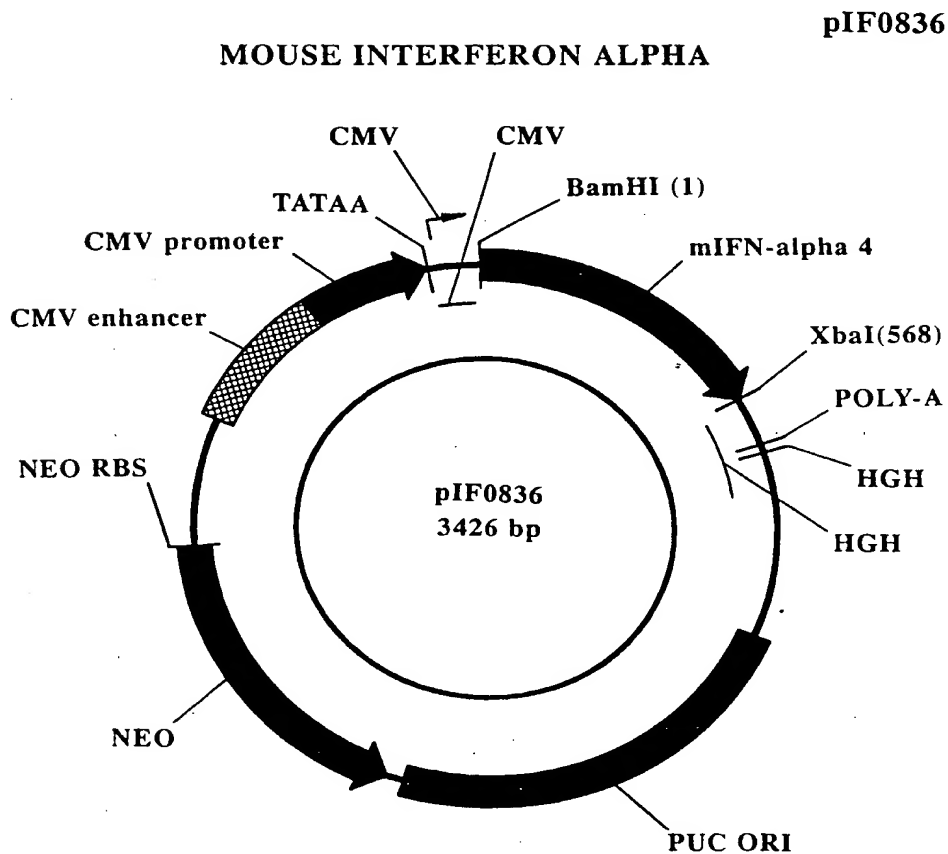 pIF0836
MOUSE INTERFERON ALPHA
CMV
CMV
BamHI (1)
TATAA
CMV promoter
mIFN-alpha 4
CMV enhancer
XbaI(568)
POLY-A
NEO RBS
HGH
pIF0836
3426 bp
HGH
NEO
PUC ORI